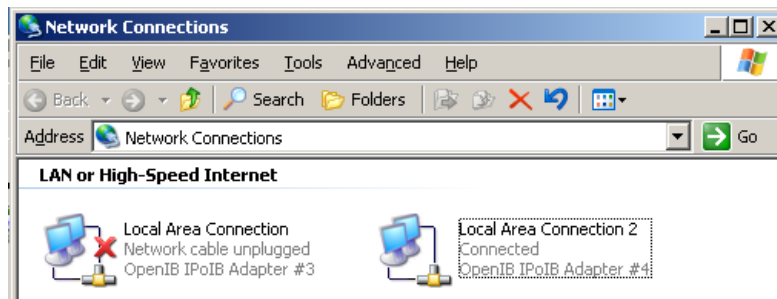 Network Connections
File Edit View Favorites Tools Advanced Help
Back Search Folders
Address Network Connections Go
LAN or High-Speed Internet
Local Area Connection
Network cable unplugged
OpenIB IPoIB Adapter #3
Local Area Connection 2
Connected
OpenIB IPoIB Adapter #4